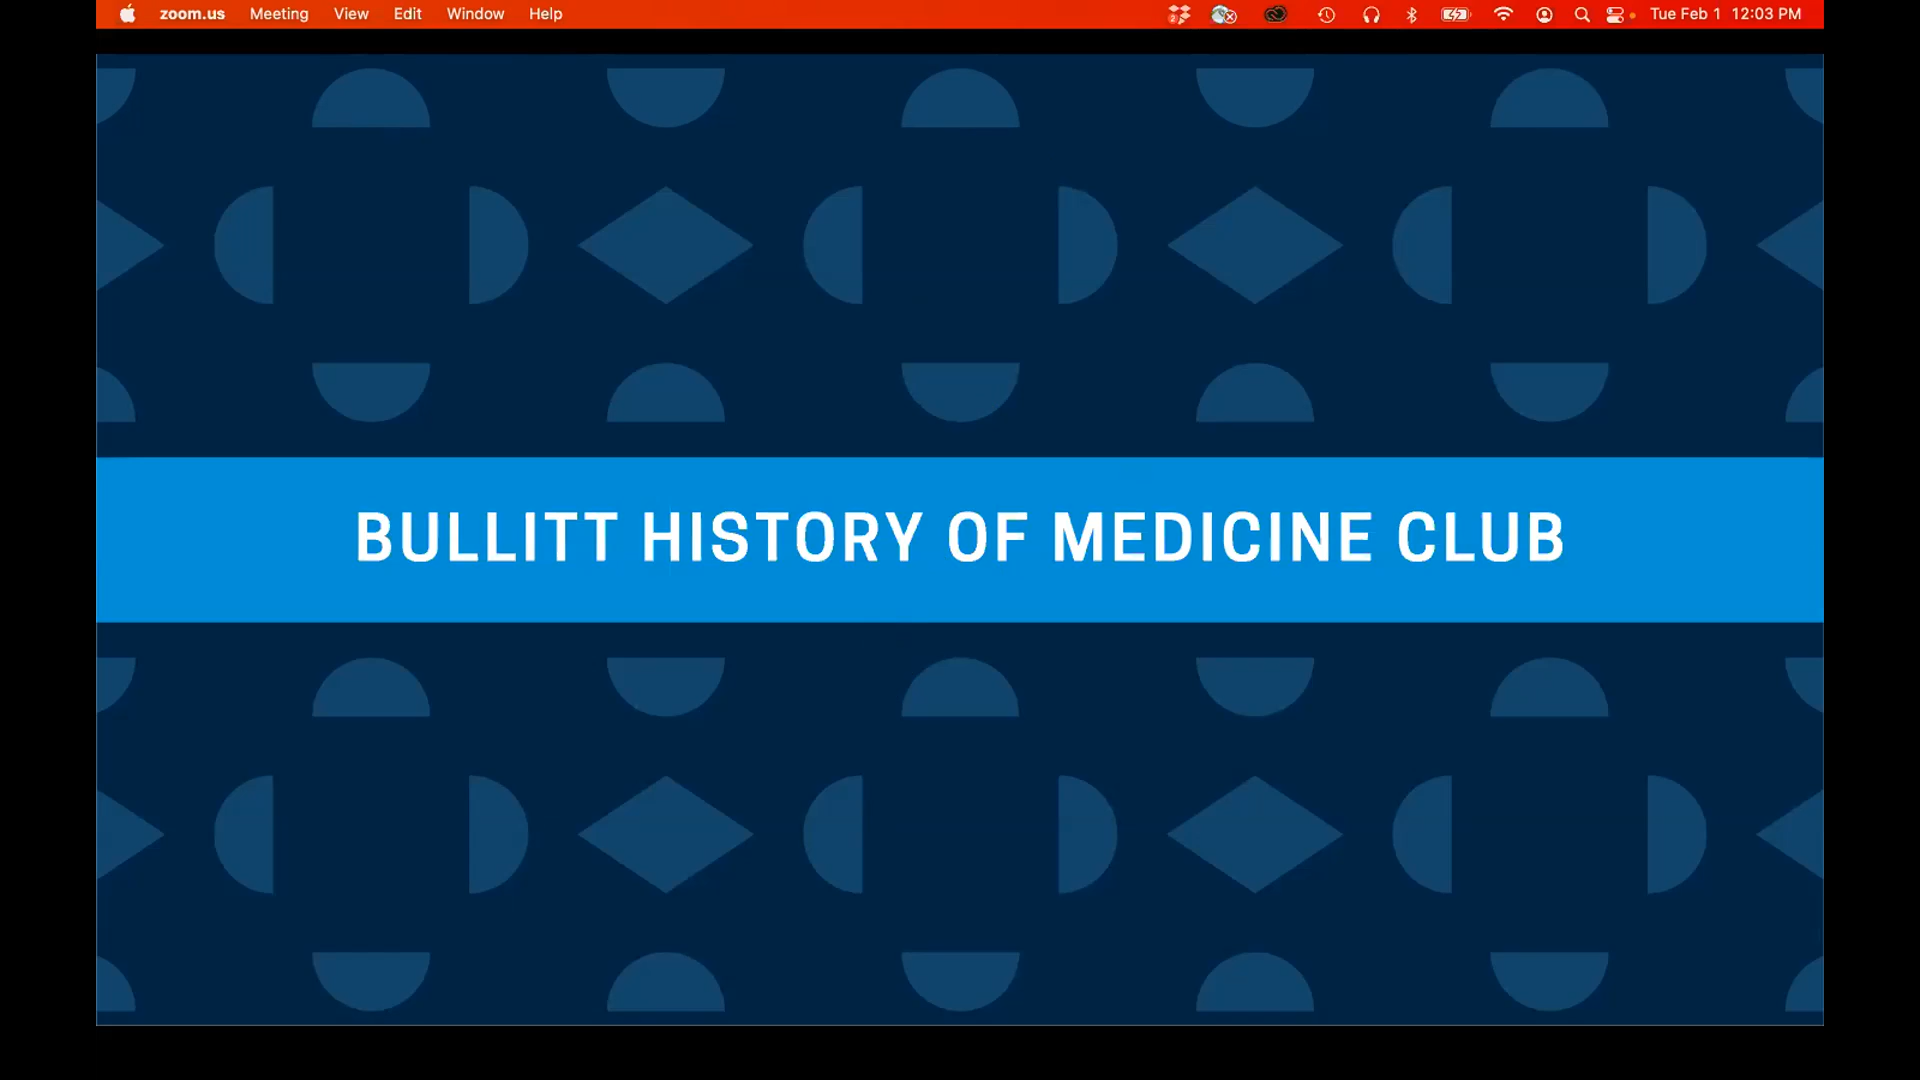 zoom.us Meeting View Edit Window Help Tue Feb 1 12:03 PM
BULLITT HISTORY OF MEDICINE CLUB